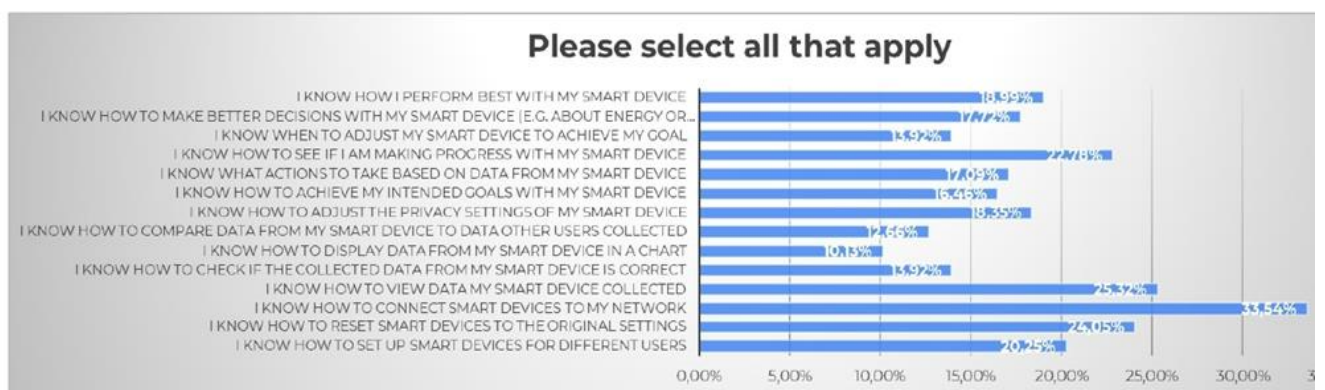 Please select all that apply
I KNOW HOW I PERFORM BEST WITH MY SMART DEVICE 18,99%
I KNOW HOW TO MAKE BETTER DECISIONS WITH MY SMART DEVICE (E.G. ABOUT ENERGY OR... 17,72%
I KNOW WHEN TO ADJUST MY SMART DEVICE TO ACHIEVE MY GOAL 13,92%
I KNOW HOW TO SEE IF I AM MAKING PROGRESS WITH MY SMART DEVICE 22,78%
I KNOW WHAT ACTIONS TO TAKE BASED ON DATA FROM MY SMART DEVICE 17,09%
I KNOW HOW TO ACHIEVE MY INTENDED GOALS WITH MY SMART DEVICE 16,46%
I KNOW HOW TO ADJUST THE PRIVACY SETTINGS OF MY SMART DEVICE 18,35%
I KNOW HOW TO COMPARE DATA FROM MY SMART DEVICE TO DATA OTHER USERS COLLECTED 12,66%
I KNOW HOW TO DISPLAY DATA FROM MY SMART DEVICE IN A CHART 10,13%
I KNOW HOW TO CHECK IF THE COLLECTED DATA FROM MY SMART DEVICE IS CORRECT 13,92%
I KNOW HOW TO VIEW DATA MY SMART DEVICE COLLECTED 25,32%
I KNOW HOW TO CONNECT SMART DEVICES TO MY NETWORK 33,54%
I KNOW HOW TO RESET SMART DEVICES TO THE ORIGINAL SETTINGS 24,05%
I KNOW HOW TO SET UP SMART DEVICES FOR DIFFERENT USERS 20,25%
0,00% 5,00% 10,00% 15,00% 20,00% 25,00% 30,00%